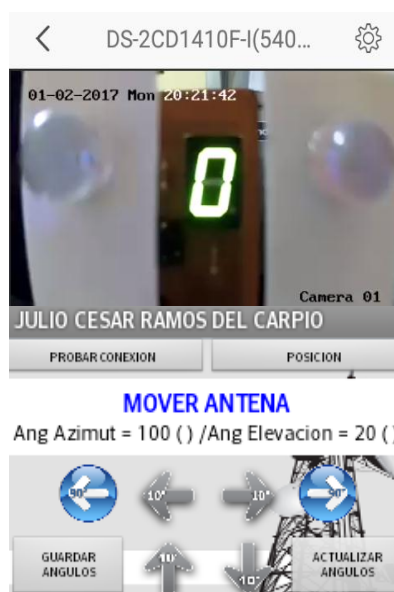 DS-2CD1410F-I(540...
01-02-2017 Mon 20:21:42
0
Camera 01
JULIO CESAR RAMOS DEL CARPIO
PROBAR CONEXION POSICION
MOVER ANTENA
Ang Azimut = 100 ( ) /Ang Elevacion = 20 ( )
90° 10° 10° 90°
GUARDAR ANGULOS 10° 10° ACTUALIZAR ANGULOS